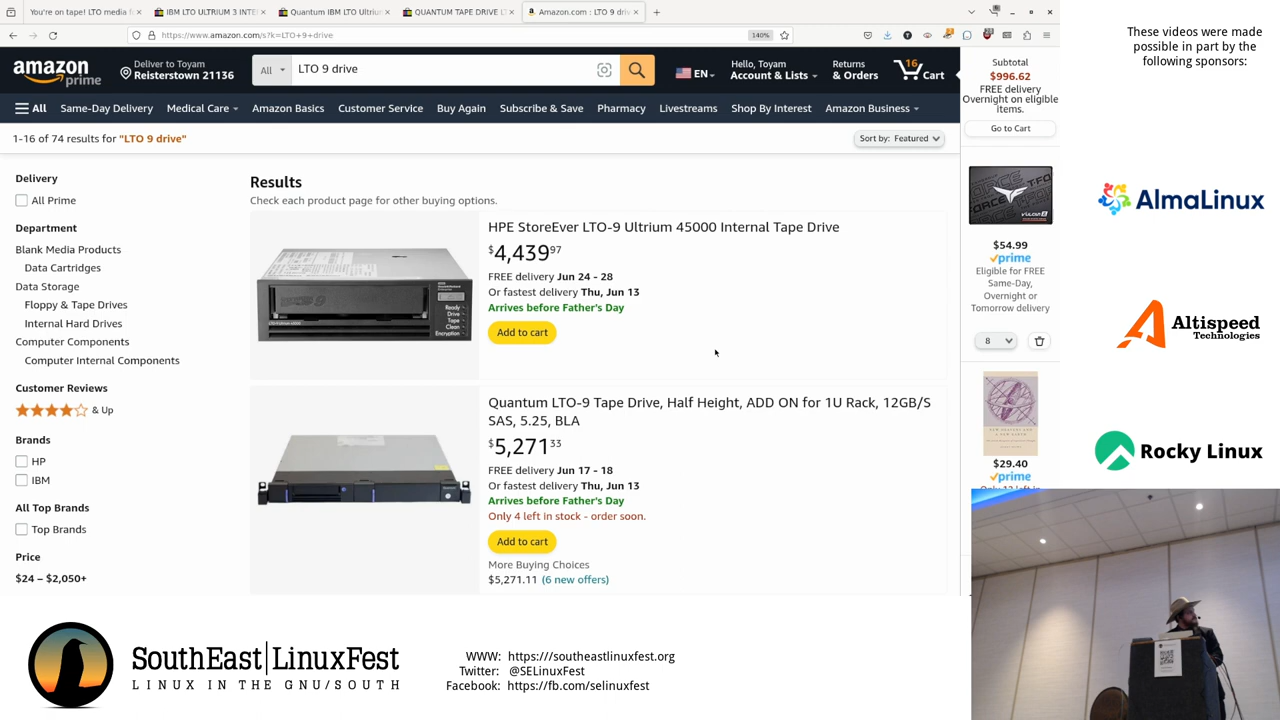 You're on tape! LTO media f
IBM LTO ULTRIUM 3 INTE
Quantum IBM LTO Ultriu
QUANTUM TAPE DRIVE LT
Amazon.com : LTO 9 dri
https://www.amazon.com/s?k=LTO+9+drive
140%
amazon
prime
Deliver to Toyam
Reisterstown 21136
All
LTO 9 drive
EN
Hello, Toyam
Account & Lists
Returns
& Orders
16
Cart
All
Same-Day Delivery
Medical Care
Amazon Basics
Customer Service
Buy Again
Subscribe & Save
Pharmacy
Livestreams
Shop By Interest
Amazon Business
1-16 of 74 results for "LTO 9 drive"
Sort by: Featured
Delivery
All Prime
Department
Blank Media Products
Data Cartridges
Data Storage
Floppy & Tape Drives
Internal Hard Drives
Computer Components
Computer Internal Components
Customer Reviews
& Up
Brands
HP
IBM
All Top Brands
Top Brands
Price
$24 – $2,050+
Results
Check each product page for other buying options.
HPE StoreEver LTO-9 Ultrium 45000 Internal Tape Drive
$4,439 97
FREE delivery Jun 24 - 28
Or fastest delivery Thu, Jun 13
Arrives before Father's Day
Add to cart
Ready
Drive
Tape
Clean
Encryption
Quantum LTO-9 Tape Drive, Half Height, ADD ON for 1U Rack, 12GB/S
SAS, 5.25, BLA
$5,271 33
FREE delivery Jun 17 - 18
Or fastest delivery Thu, Jun 13
Arrives before Father's Day
Only 4 left in stock - order soon.
Add to cart
More Buying Choices
$5,271.11 (6 new offers)
Subtotal
$996.62
FREE delivery
Overnight on eligible
items.
Go to Cart
$54.99
prime
Eligible for FREE
Same-Day,
Overnight or
Tomorrow delivery
8
$29.40
prime
These videos were made
possible in part by the
following sponsors:
AlmaLinux
Altispeed
Technologies
Rocky Linux
SouthEast LinuxFest
LINUX IN THE GNU/SOUTH
WWW: https:///southeastlinuxfest.org
Twitter: @SELinuxFest
Facebook: https://fb.com/selinuxfest